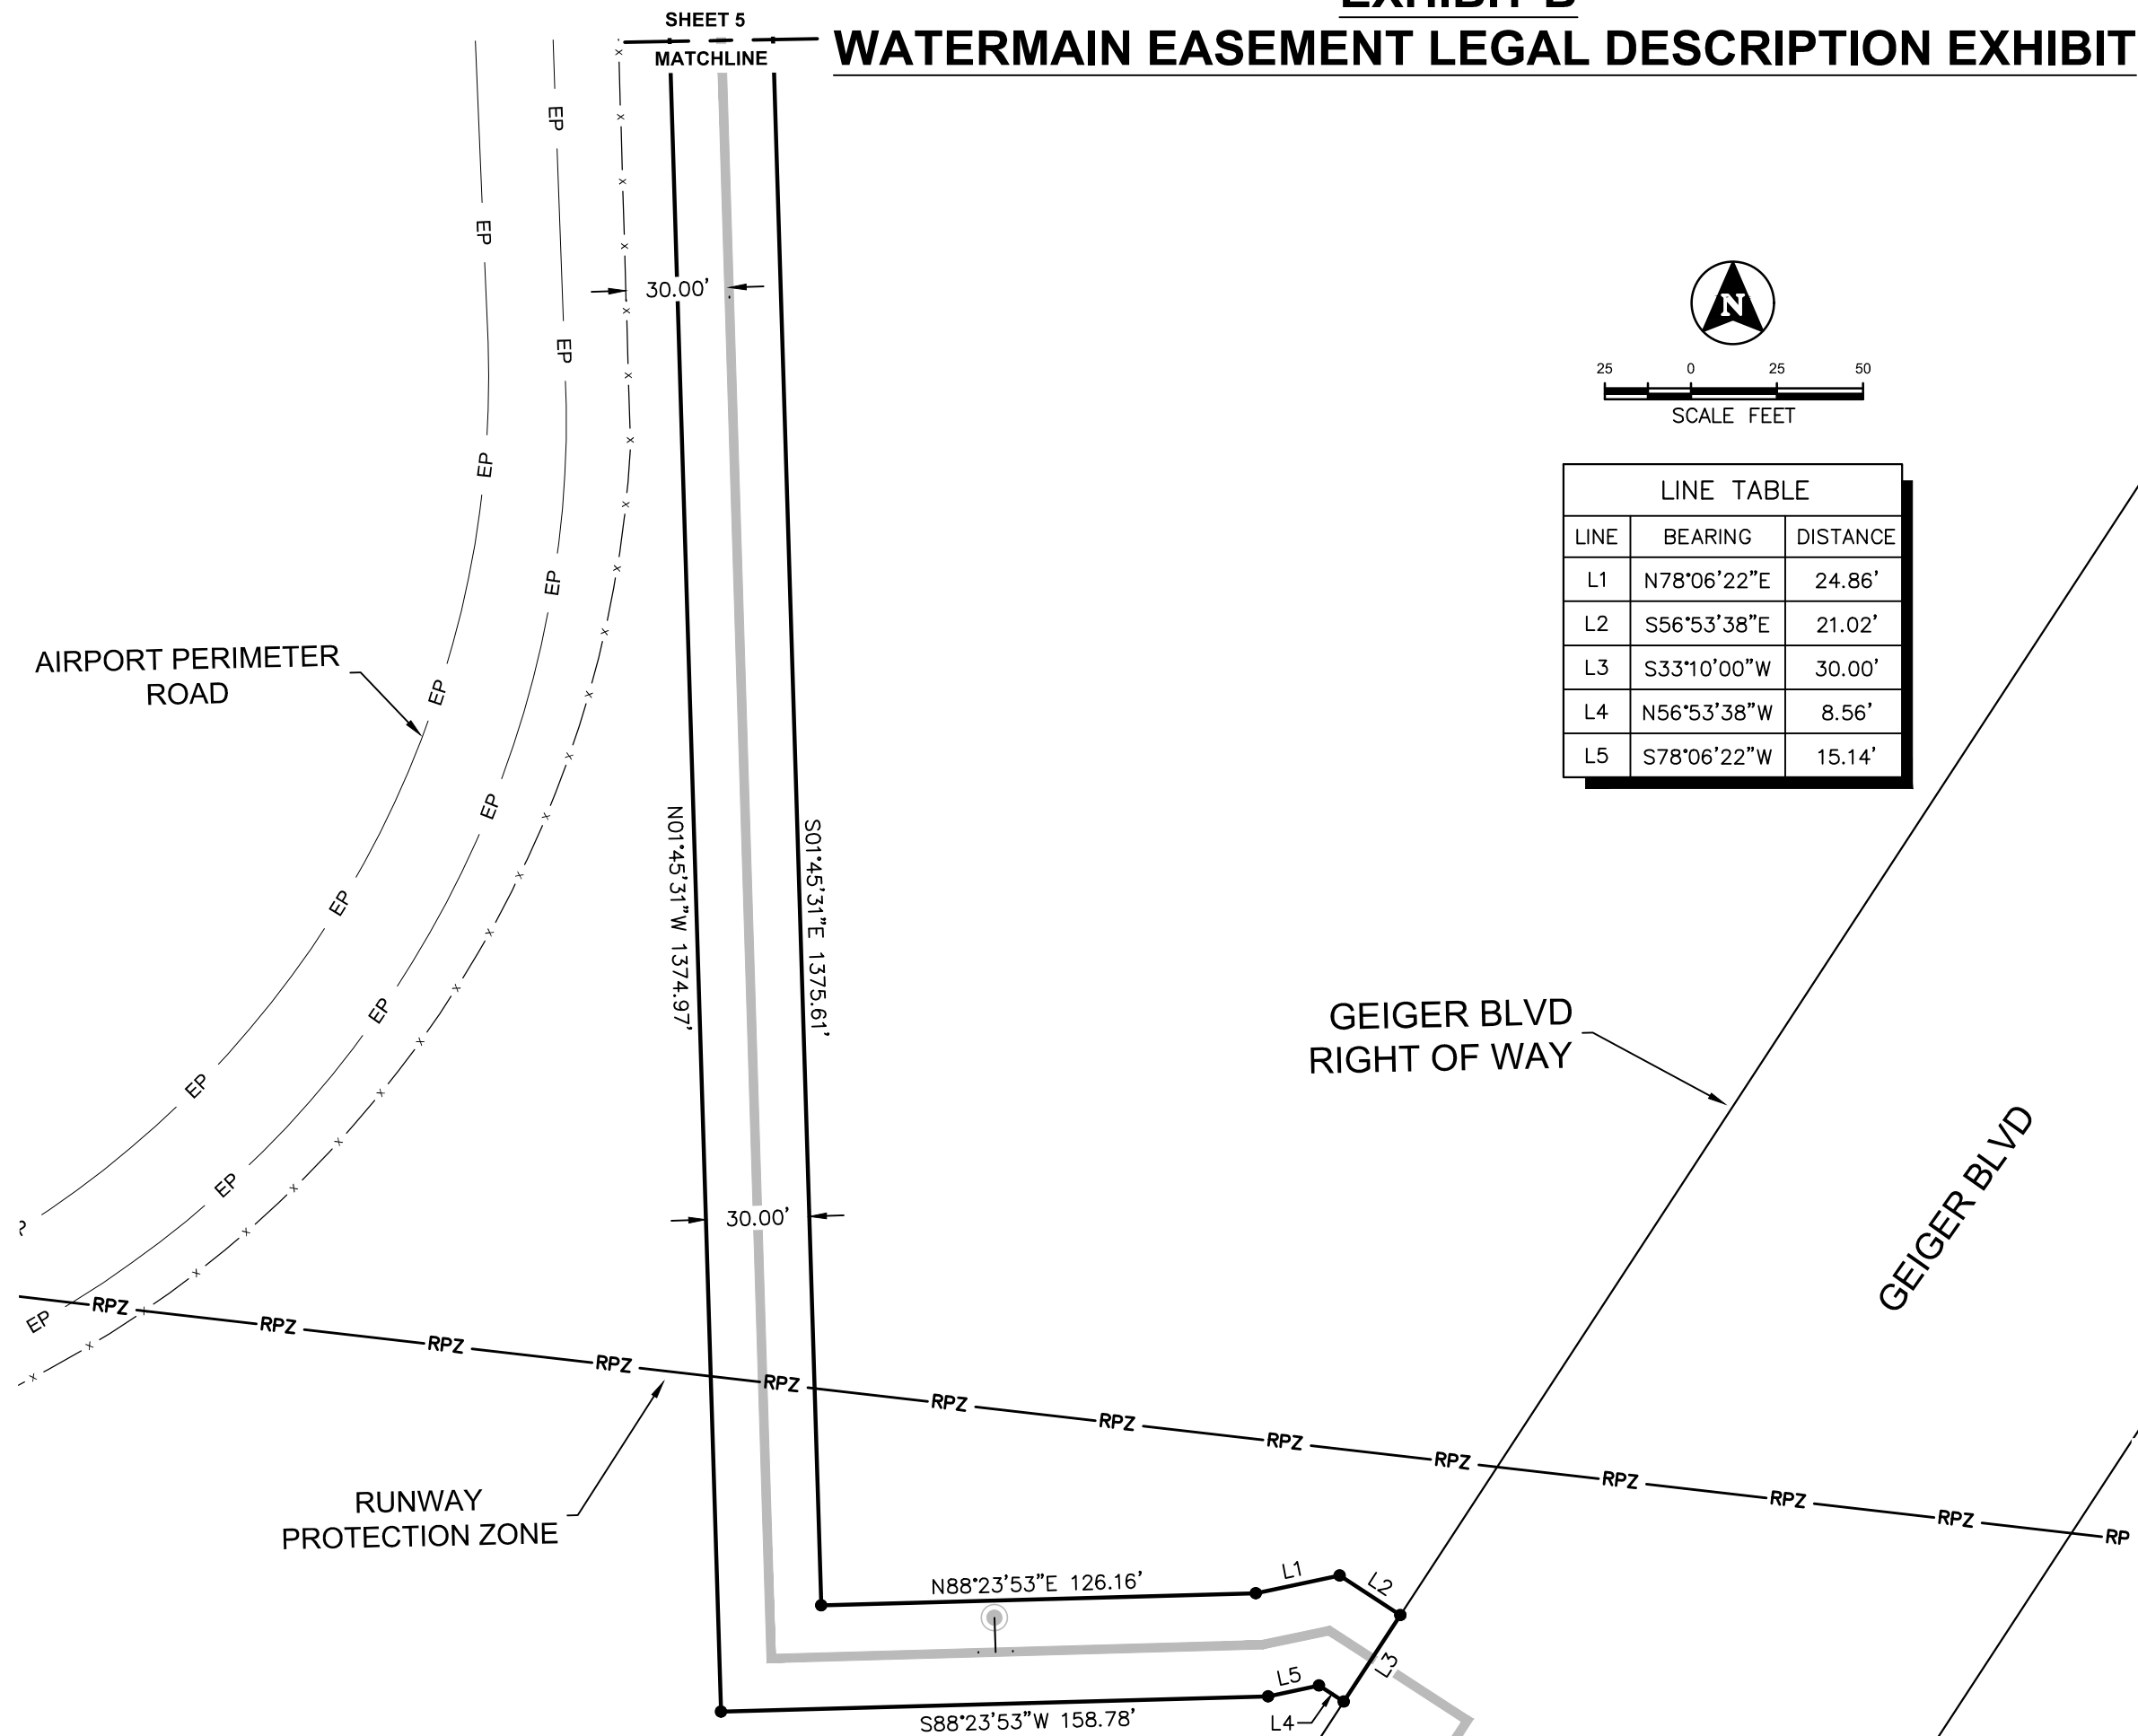 EXHIBIT B
WATERMAIN EASEMENT LEGAL DESCRIPTION EXHIBIT
SHEET 5
MATCHLINE
EP
EP
30.00'
EP
EP
EP
EP
EP
EP
EP
EP
EP
EP
EP
N
25 0 25 50
SCALE FEET
LINE TABLE
LINE BEARING DISTANCE
L1 N78°06'22"E 24.86'
L2 S56°53'38"E 21.02'
L3 S33°10'00"W 30.00'
L4 N56°53'38"W 8.56'
L5 S78°06'22"W 15.14'
AIRPORT PERIMETER
ROAD
N01°45'31"W 1374.97'
S01°45'31"E 1375.61'
GEIGER BLVD
RIGHT OF WAY
GEIGER BLVD
30.00'
RPZ RPZ RPZ RPZ RPZ RPZ RPZ RPZ RPZ RPZ RPZ RPZ RP
RUNWAY
PROTECTION ZONE
N88°23'53"E 126.16'
L1
L2
L3
L5
L4
S88°23'53"W 158.78'